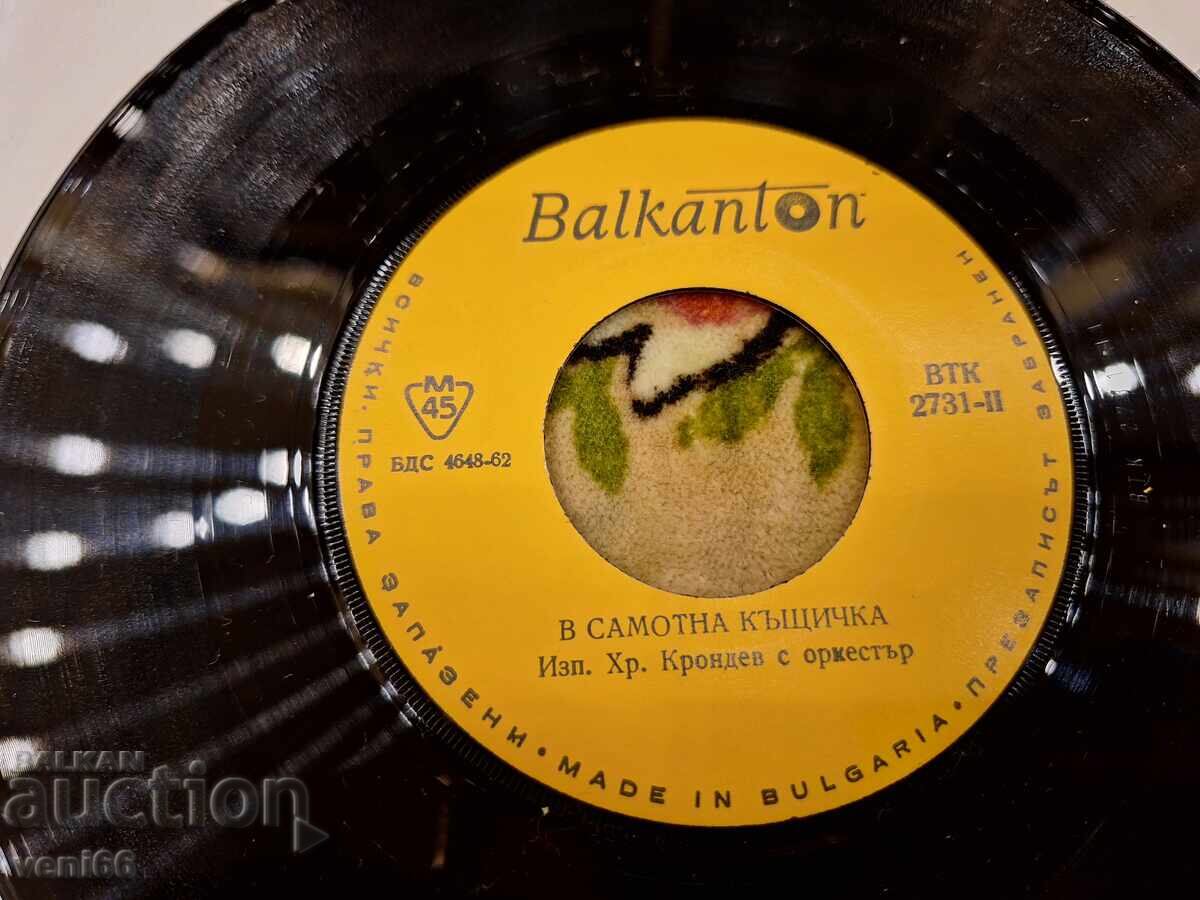 Balkanton
М
45
БДС 4648-62
ВТК
2731-II
В САМОТНА КЪЩИЧКА
Изп. Хр. Крондев с оркестър
ВСИЧКИ ПРАВА ЗАПАЗЕНИ • MADE IN BULGARIA • ПРЕЗАПИСЪТ ЗАБРАНЕН
BALKAN
auction
veni66